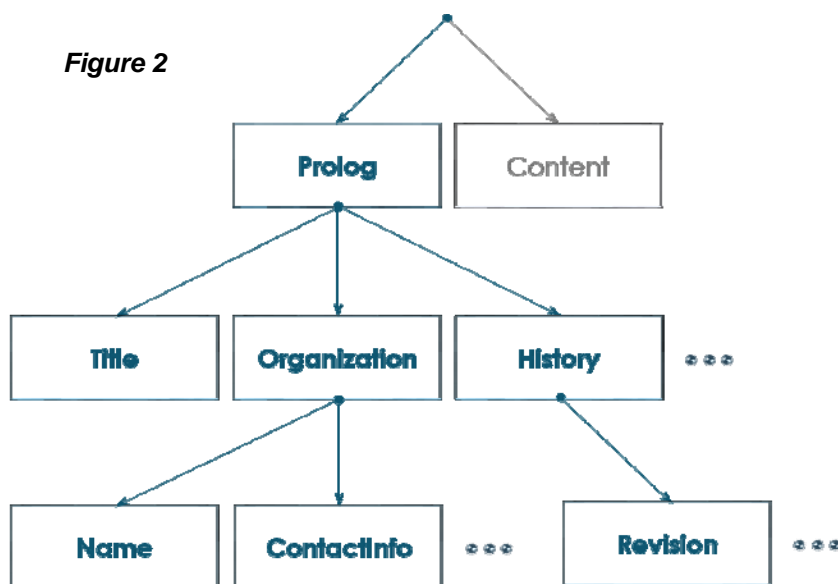 Figure 2
Prolog
Content
Title
Organization
History
Name
ContactInfo
Revision